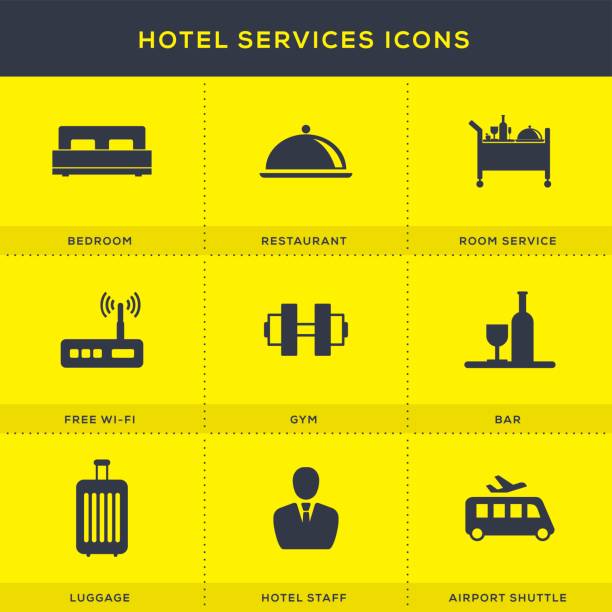 HOTEL SERVICES ICONS
BEDROOM
RESTAURANT
ROOM SERVICE
FREE WI-FI
GYM
BAR
LUGGAGE
HOTEL STAFF
AIRPORT SHUTTLE